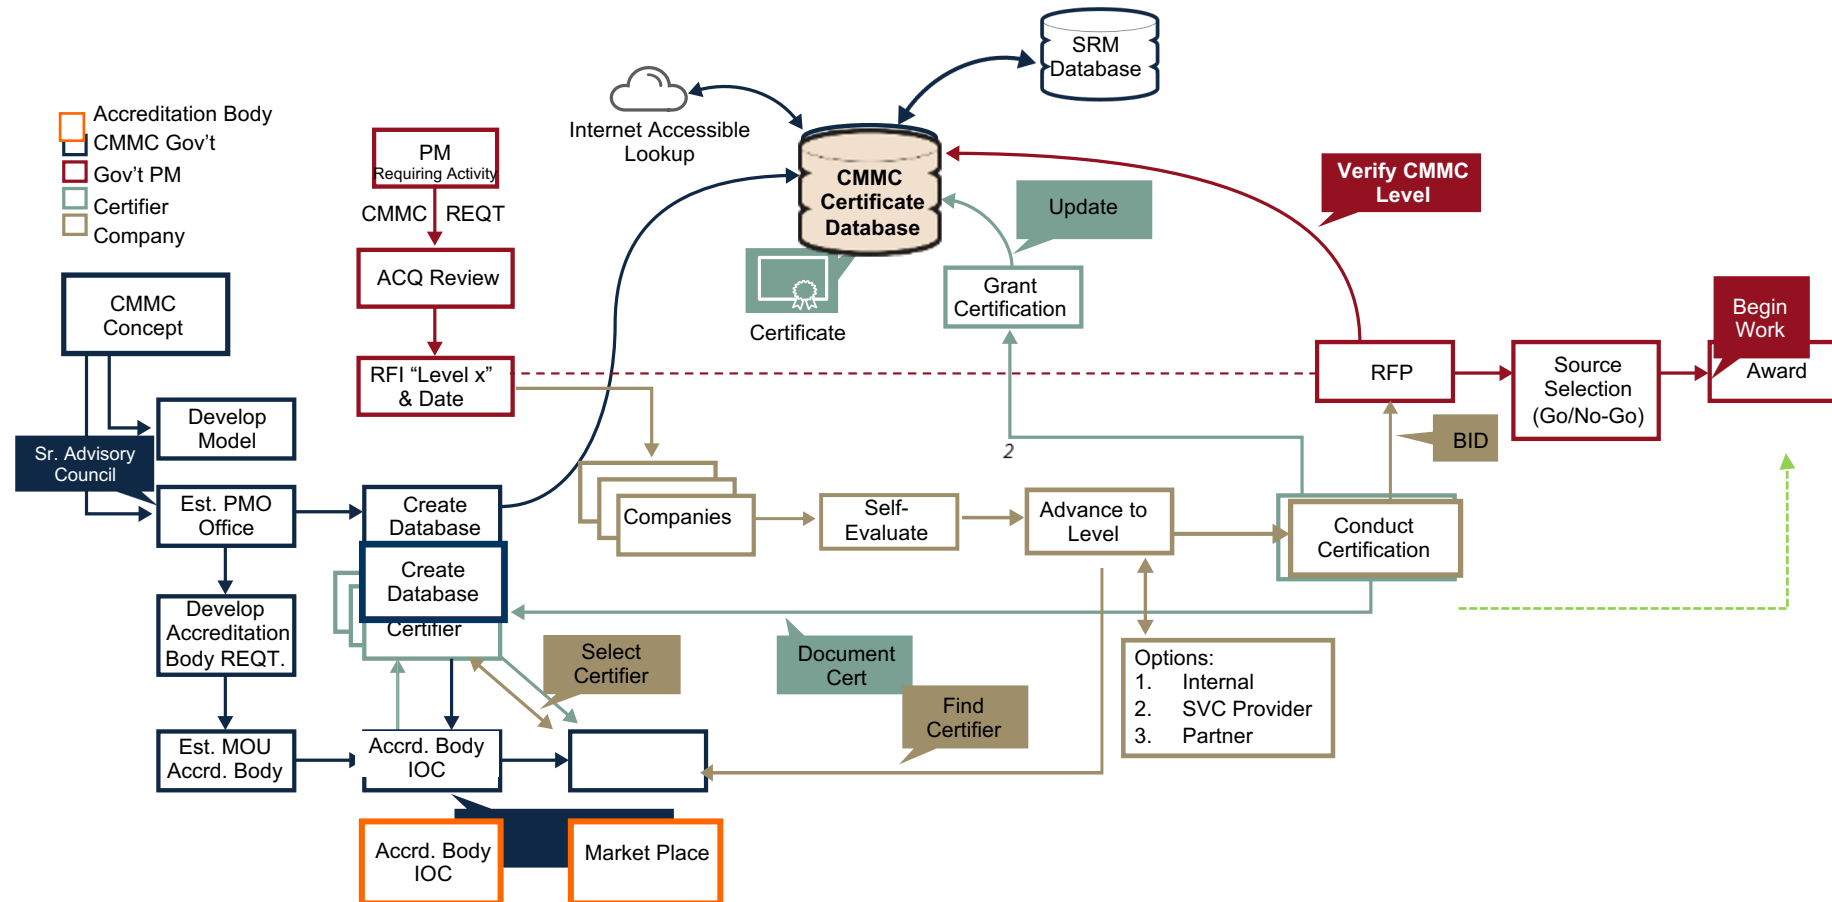 SRM
Database
Internet Accessible
Lookup
Accreditation Body
CMMC Gov't
Gov't PM
Certifier
Company
PM
Requiring Activity
CMMC REQT
ACQ Review
RFI “Level x”
& Date
CMMC
Certificate
Database
Update
Verify CMMC
Level
Certificate
Grant
Certification
Begin
Work
CMMC
Concept
RFP
Source
Selection
(Go/No-Go)
Award
Develop
Model
Sr. Advisory
Council
BID
2
Est. PMO
Office
Create
Database
Companies
Self-
Evaluate
Advance to
Level
Conduct
Certification
Create
Database
Certifier
Develop
Accreditation
Body REQT.
Select
Certifier
Document
Cert
Find
Certifier
Options:
1. Internal
2. SVC Provider
3. Partner
Est. MOU
Accrd. Body
Accrd. Body
IOC
Accrd. Body
IOC
Market Place